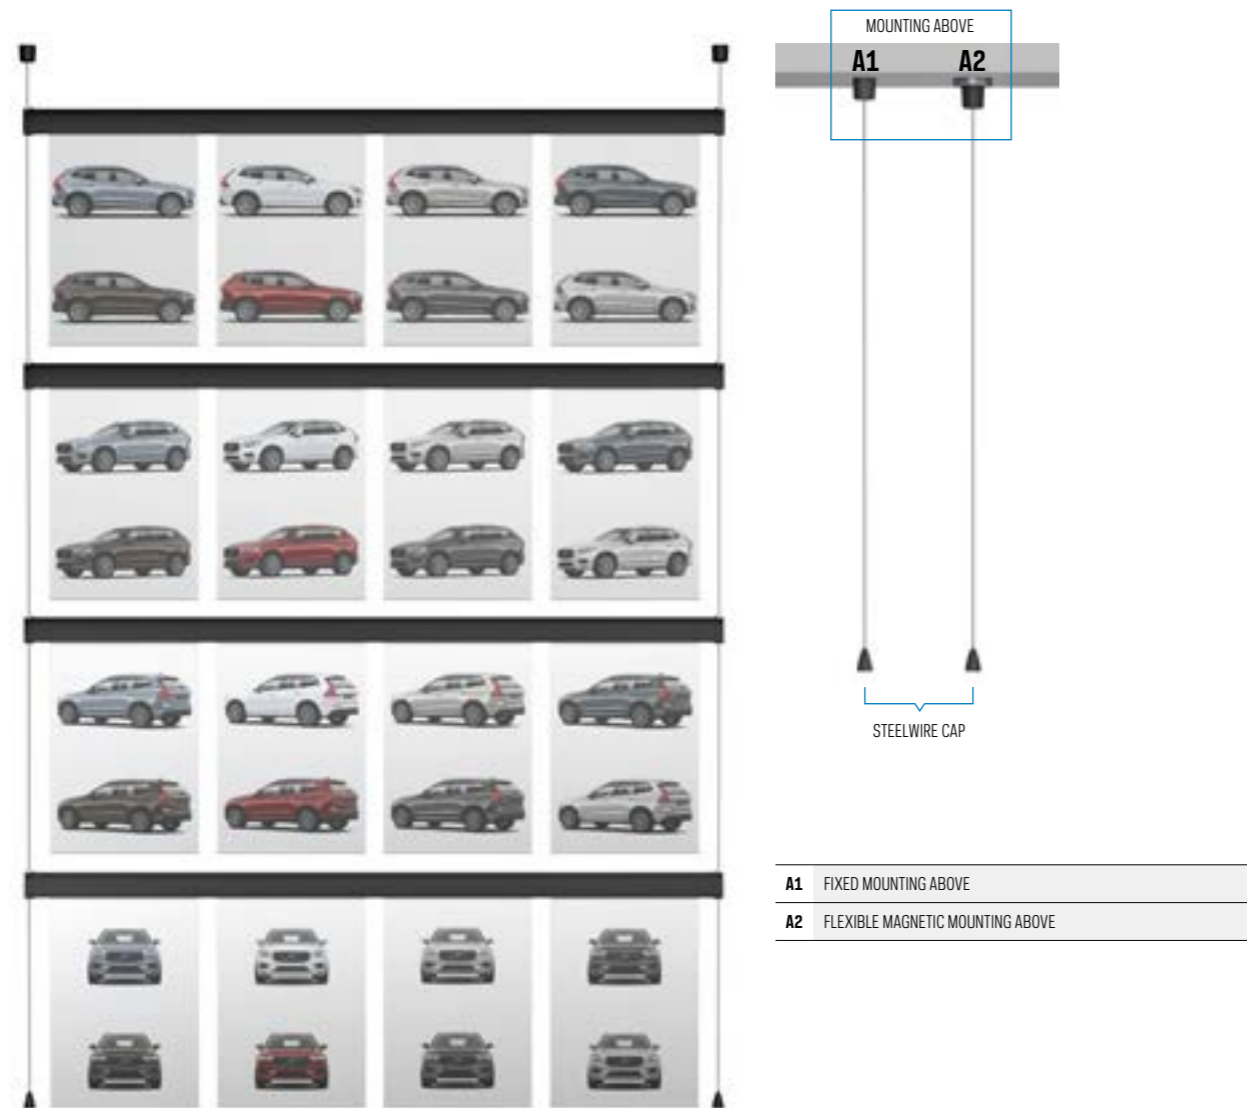 MOUNTING ABOVE
A1 A2
STEELWIRE CAP
A1 FIXED MOUNTING ABOVE
A2 FLEXIBLE MAGNETIC MOUNTING ABOVE